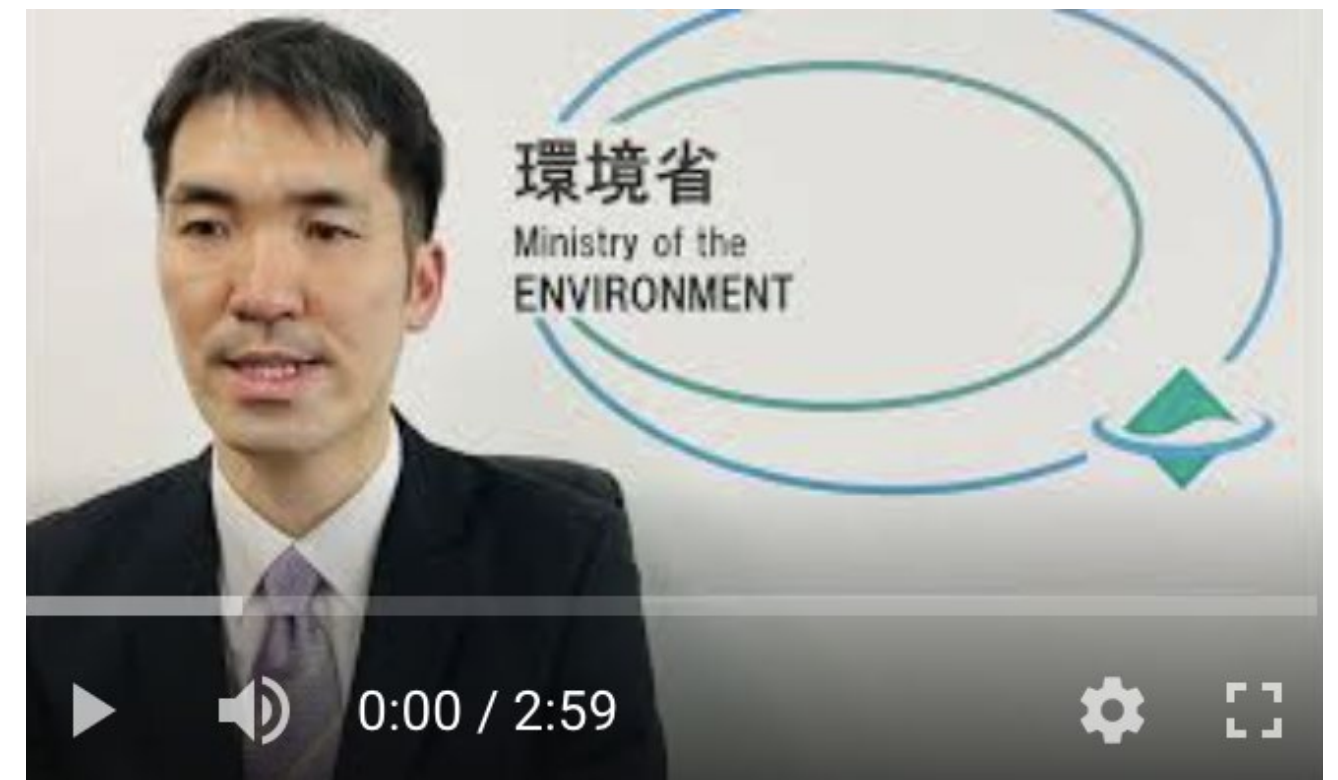 環境省
Ministry of the
ENVIRONMENT
0:00 / 2:59